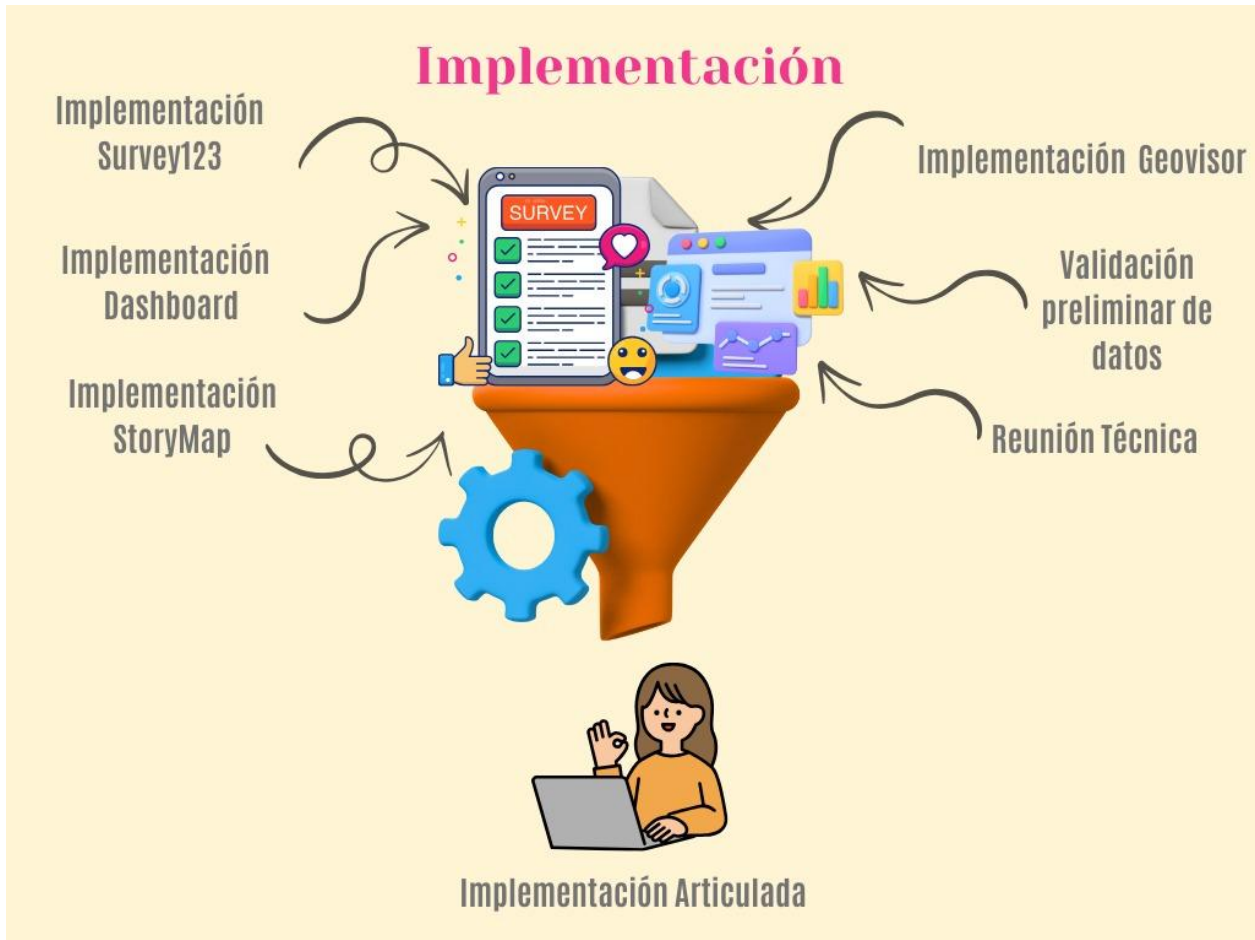 Implementación
Implementación
Survey123
Implementación
Dashboard
Implementación
StoryMap
SURVEY
Implementación Geovisor
Validación
preliminar de
datos
Reunión Técnica
Implementación Articulada